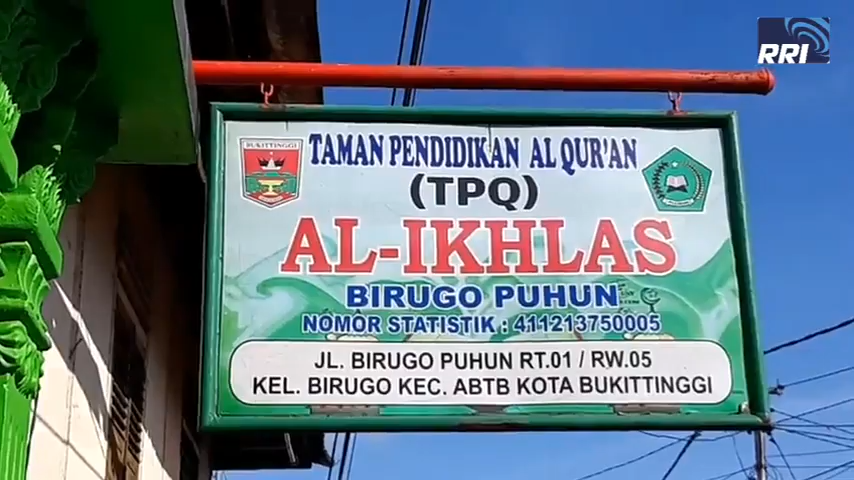 RRI
BUKITTINGGI
TAMAN PENDIDIKAN AL QUR'AN
(TPQ)
AL-IKHLAS
BIRUGO PUHUN
NOMOR STATISTIK : 411213750005
JL. BIRUGO PUHUN RT.01 / RW.05
KEL. BIRUGO KEC. ABTB KOTA BUKITTINGGI